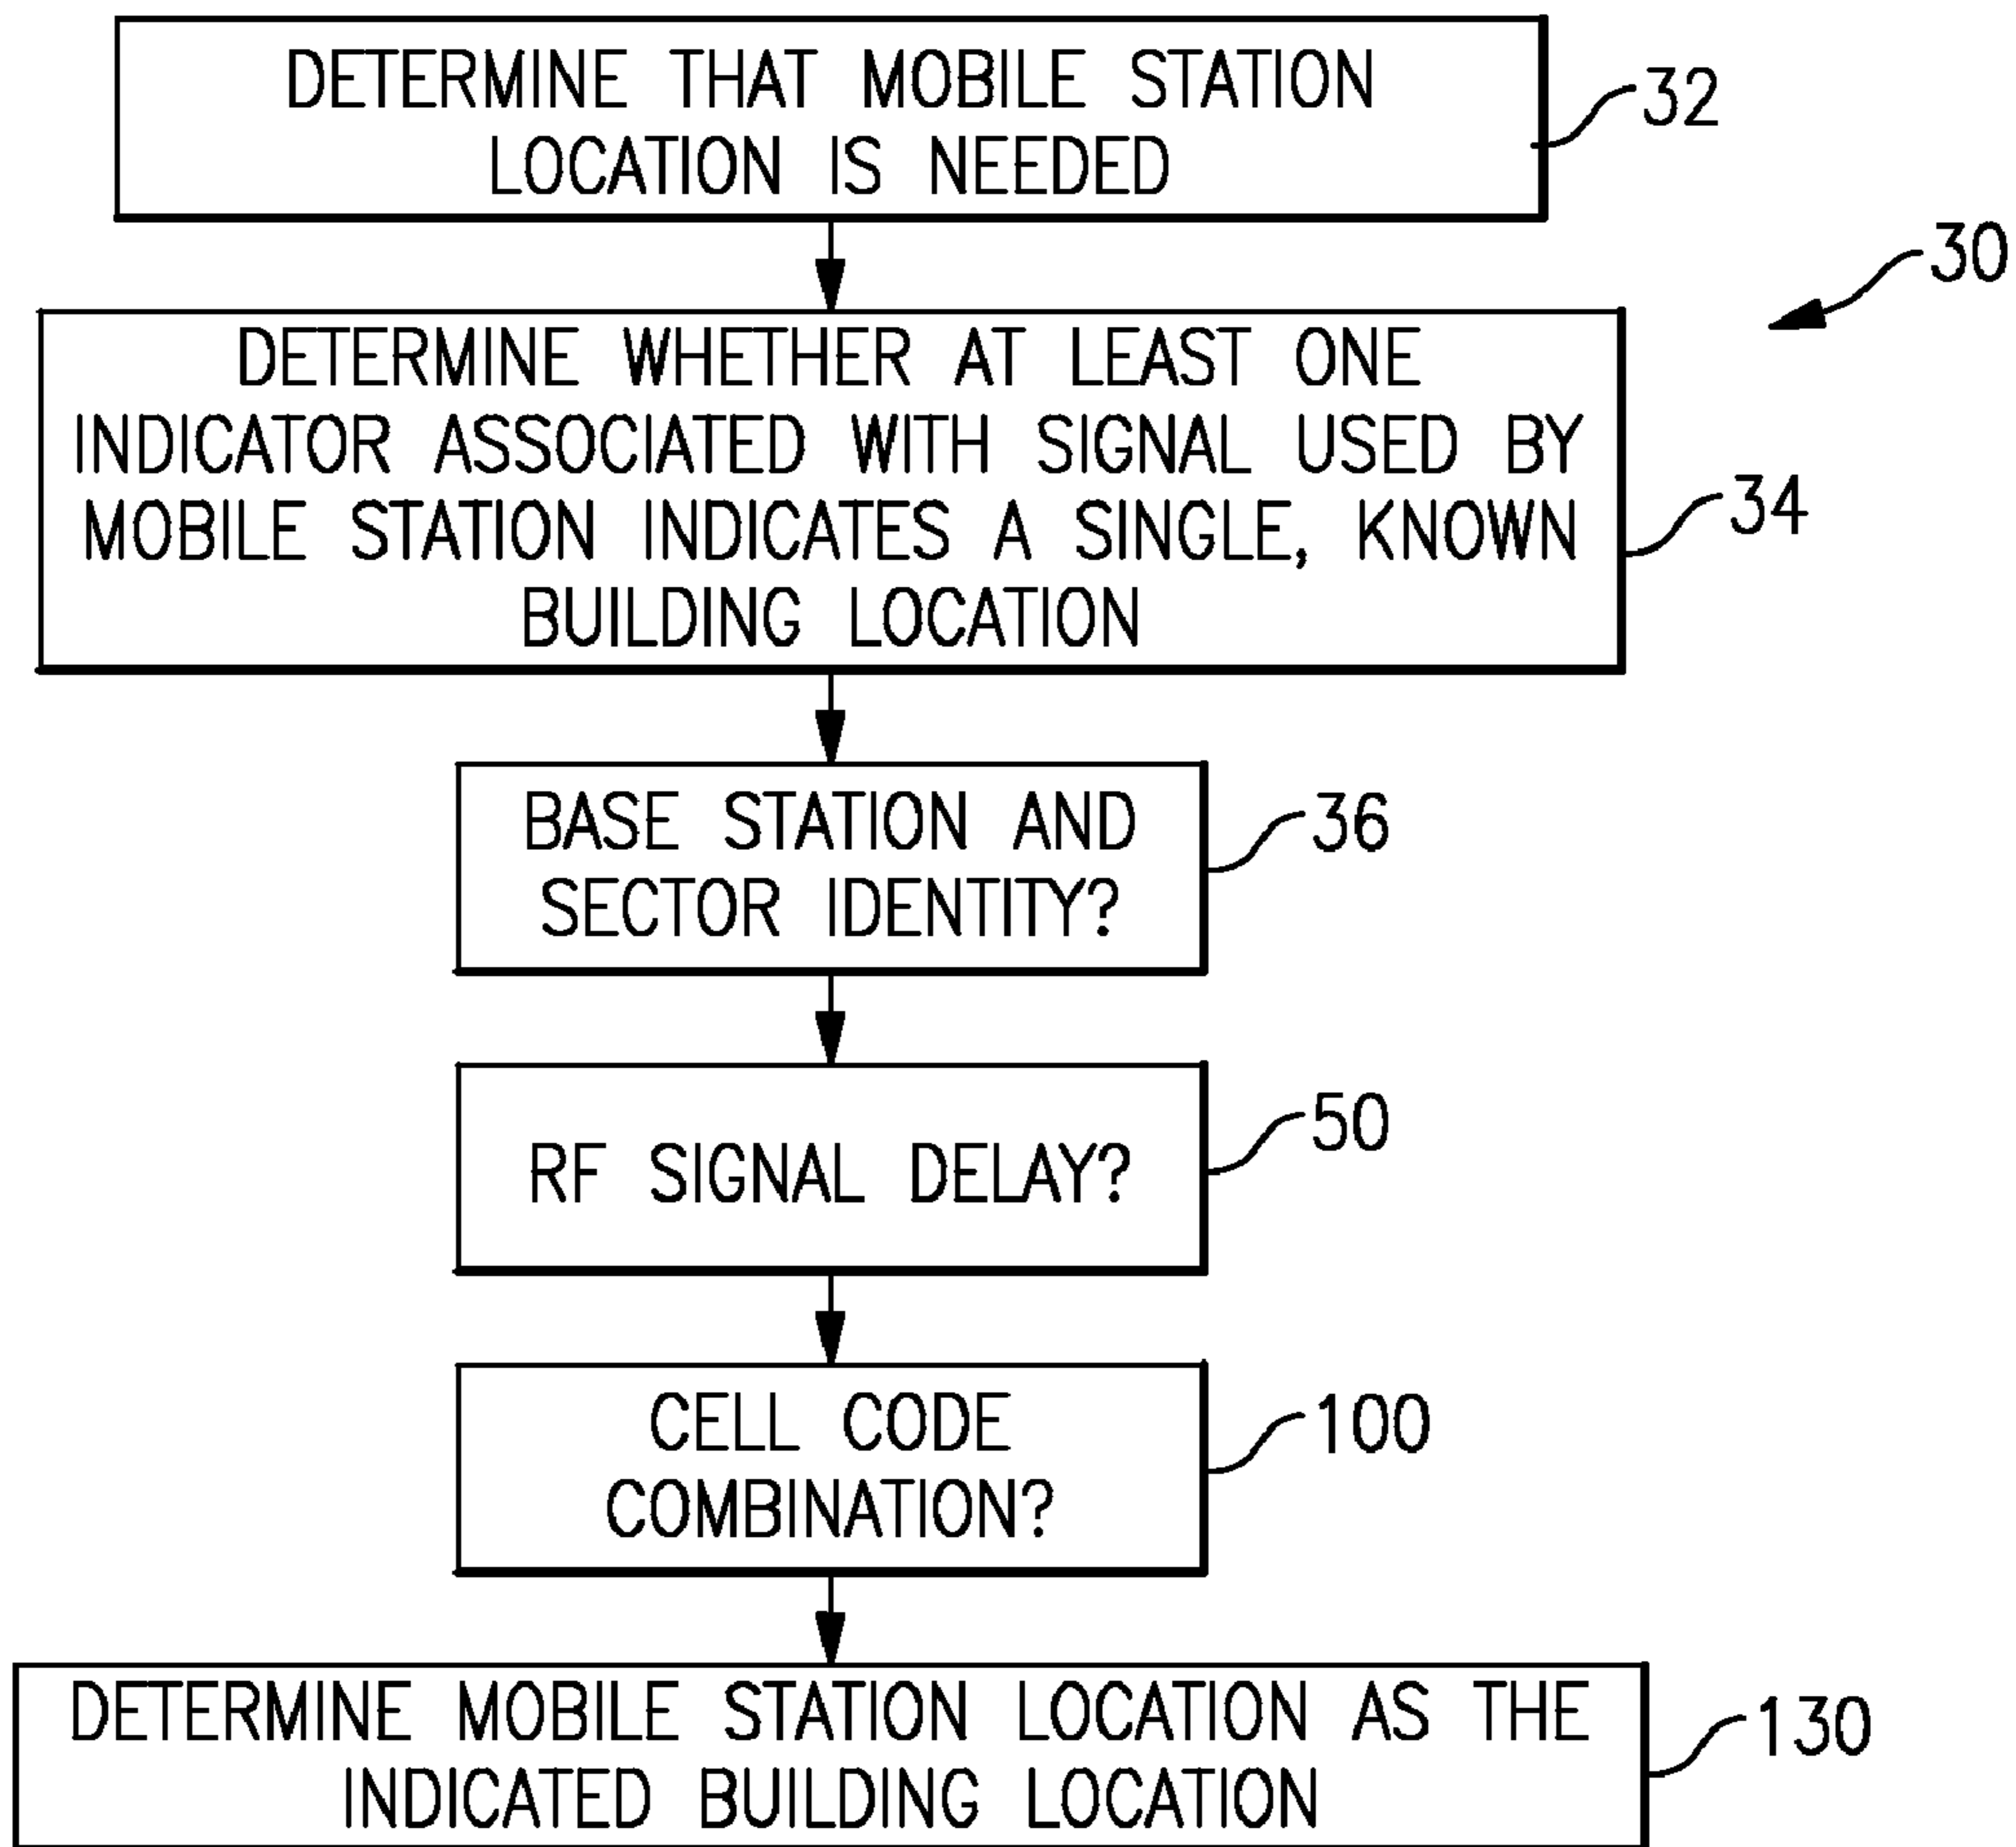 DETERMINE THAT MOBILE STATION
LOCATION IS NEEDED
32
30
DETERMINE WHETHER AT LEAST ONE
INDICATOR ASSOCIATED WITH SIGNAL USED BY
MOBILE STATION INDICATES A SINGLE, KNOWN
BUILDING LOCATION
34
BASE STATION AND
SECTOR IDENTITY?
36
RF SIGNAL DELAY?
50
CELL CODE
COMBINATION?
100
DETERMINE MOBILE STATION LOCATION AS THE
INDICATED BUILDING LOCATION
130